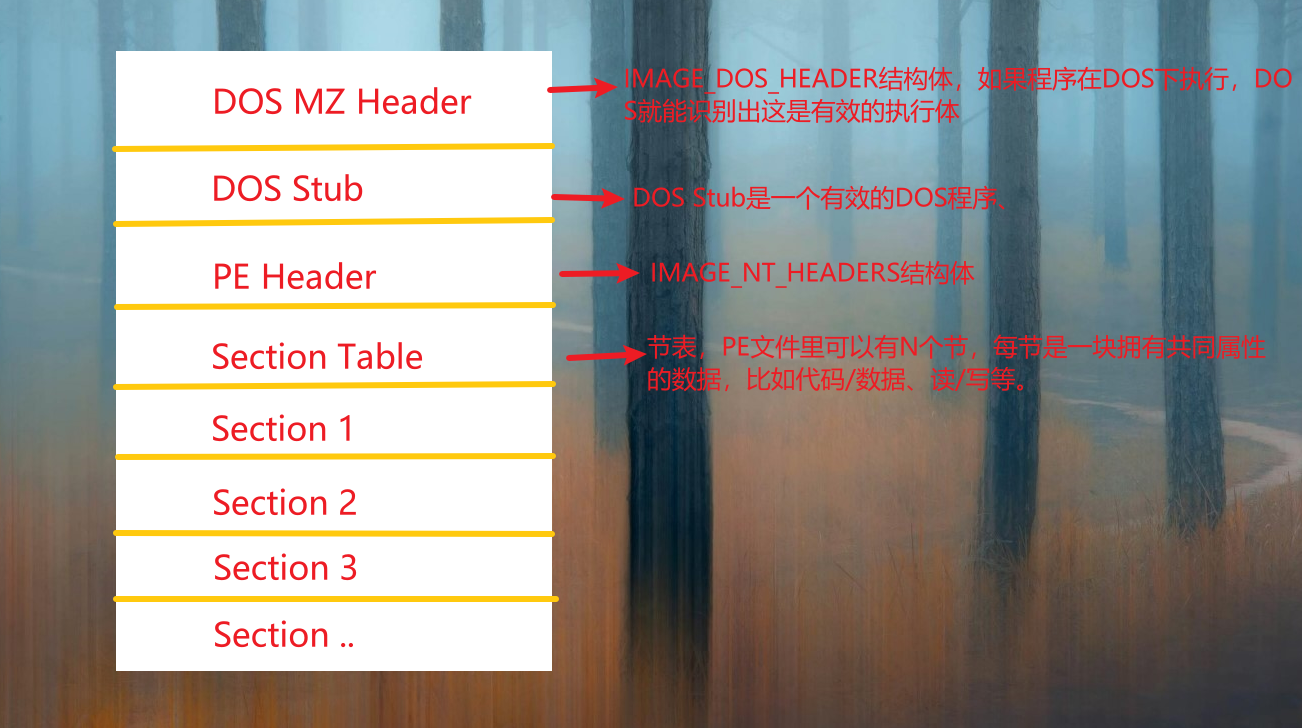 DOS MZ Header
IMAGE_DOS_HEADER结构体，如果程序在DOS下执行，DO
S就能识别出这是有效的执行体
DOS Stub
DOS Stub是一个有效的DOS程序、
PE Header
IMAGE_NT_HEADERS结构体
Section Table
节表，PE文件里可以有N个节，每节是一块拥有共同属性
的数据，比如代码/数据、读/写等。
Section 1
Section 2
Section 3
Section ..